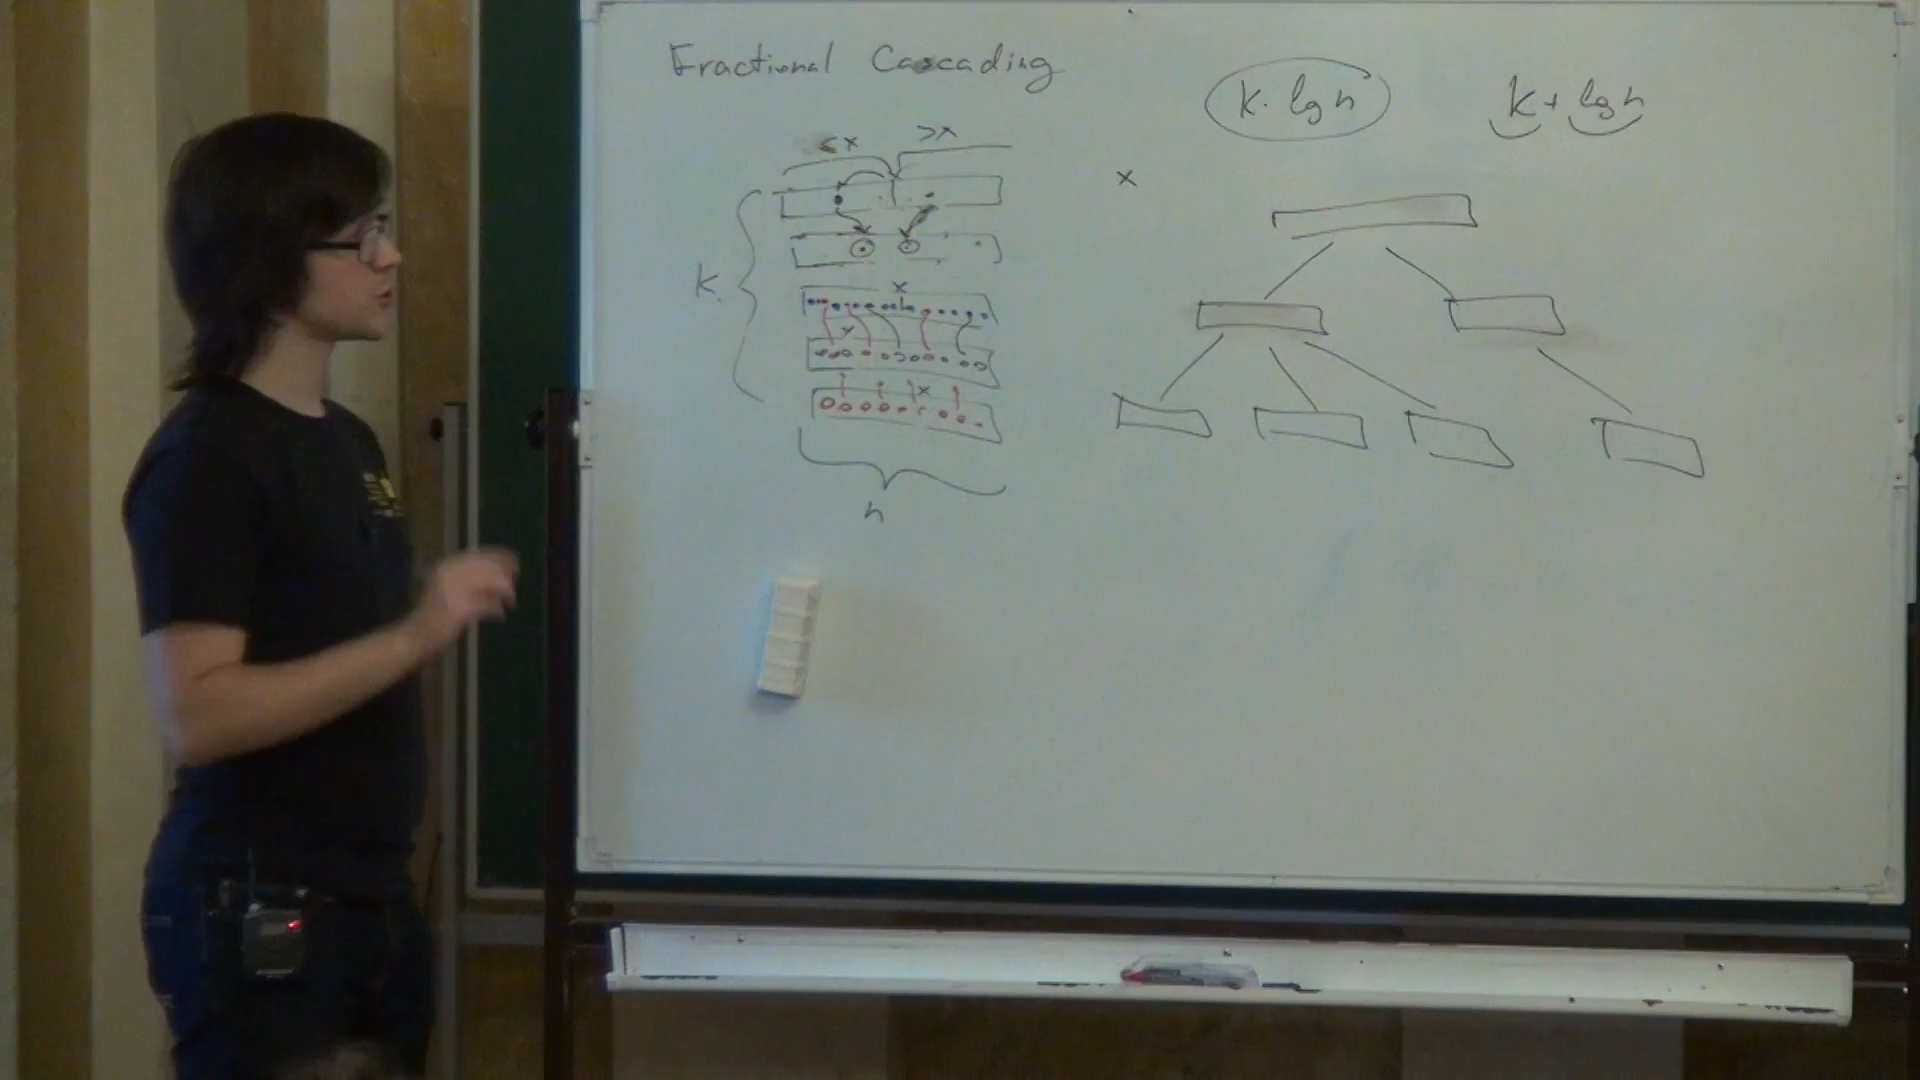 Fractional Cascading
k · lg n
k + lg n
< x
> x
x
k
x
x
n